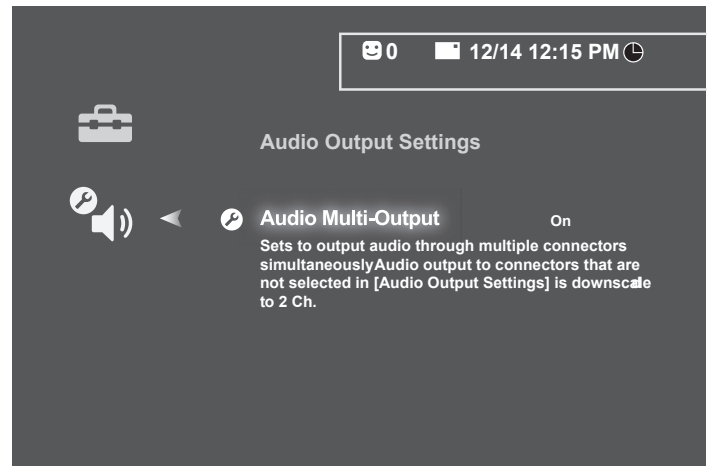 0 12/14 12:15 PM
Audio Output Settings
Audio Multi-Output On
Sets to output audio through multiple connectors
simultaneouslyAudio output to connectors that are
not selected in [Audio Output Settings] is downscale
to 2 Ch.